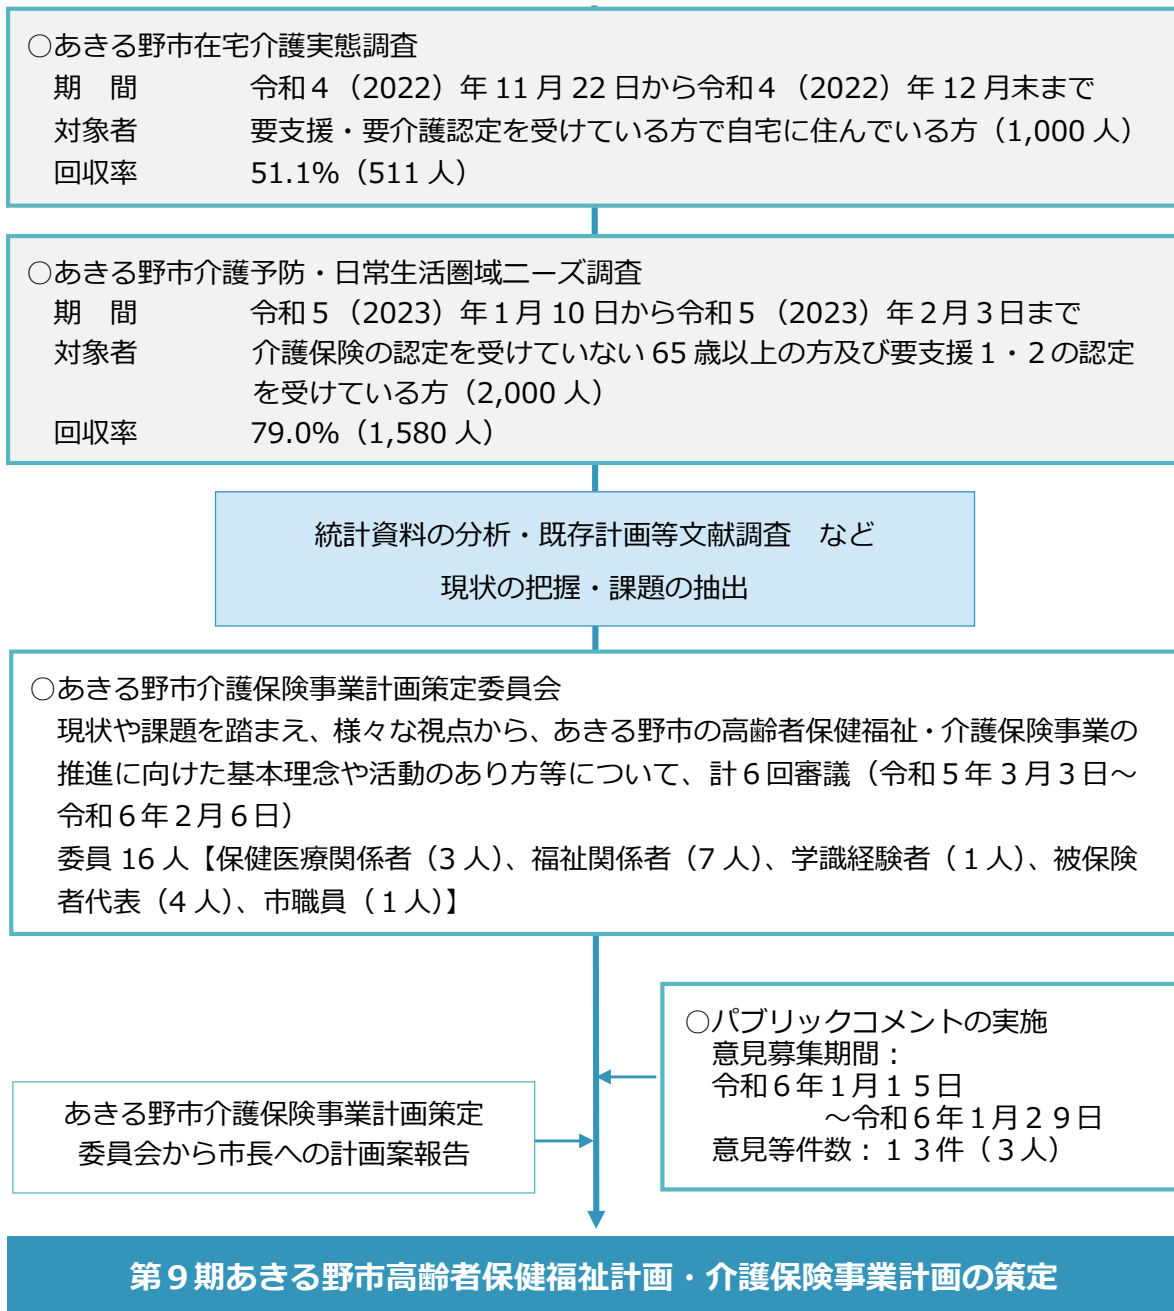 ○あきる野市在宅介護実態調査
期　間　令和４（2022）年 11 月 22 日から令和４（2022）年 12 月末まで
対象者　要支援・要介護認定を受けている方で自宅に住んでいる方（1,000 人）
回収率　51.1%（511 人）
○あきる野市介護予防・日常生活圏域ニーズ調査
期　間　令和５（2023）年１月 10 日から令和５（2023）年２月３日まで
対象者　介護保険の認定を受けていない 65 歳以上の方及び要支援１・２の認定
を受けている方（2,000 人）
回収率　79.0%（1,580 人）
統計資料の分析・既存計画等文献調査　など
現状の把握・課題の抽出
○あきる野市介護保険事業計画策定委員会
現状や課題を踏まえ、様々な視点から、あきる野市の高齢者保健福祉・介護保険事業の
推進に向けた基本理念や活動のあり方等について、計６回審議（令和５年３月３日～
令和６年２月６日）
委員 16 人【保健医療関係者（3 人）、福祉関係者（7 人）、学識経験者（１人）、被保険
者代表（4 人）、市職員（１人）】
○パブリックコメントの実施
意見募集期間：
令和６年１月１５日
～令和６年１月２９日
意見等件数：１３件（３人）
あきる野市介護保険事業計画策定
委員会から市長への計画案報告
第９期あきる野市高齢者保健福祉計画・介護保険事業計画の策定